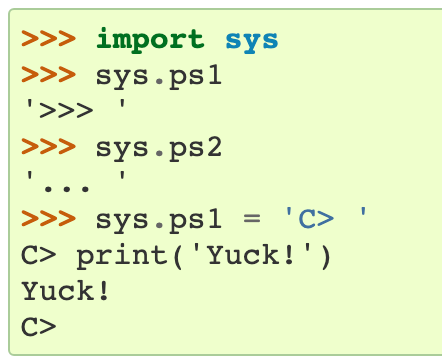 >>> import sys
>>> sys.ps1
'>>> '
>>> sys.ps2
'... '
>>> sys.ps1 = 'C> '
C> print('Yuck!')
Yuck!
C>